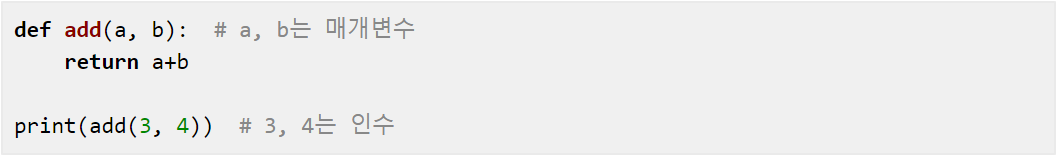 def add(a, b):  # a, b는 매개변수
    return a+b
print(add(3, 4))  # 3, 4는 인수